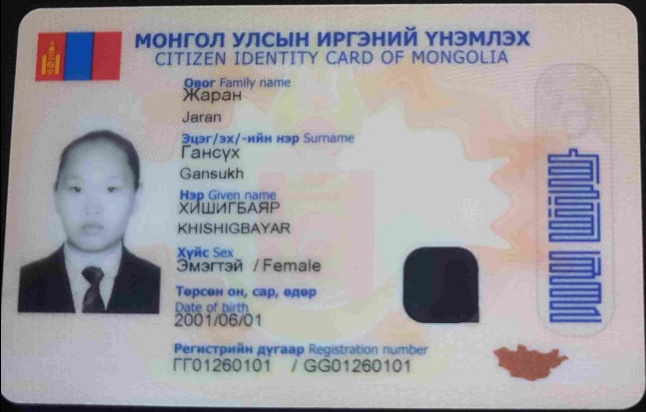 МОНГОЛ УЛСЫН ИРГЭНИЙ ҮНЭМЛЭХ
CITIZEN IDENTITY CARD OF MONGOLIA
Овог Family name
Жаран
Jaran
Эцэг/эх/-ийн нэр Surname
Гансүх
Gansukh
Нэр Given name
ХИШИГБАЯР
KHISHIGBAYAR
Хүйс Sex
Эмэгтэй / Female
Төрсөн он, сар, өдөр
Date of birth
2001/06/01
Регистрийн дугаар Registration number
ГГ01260101 / GG01260101